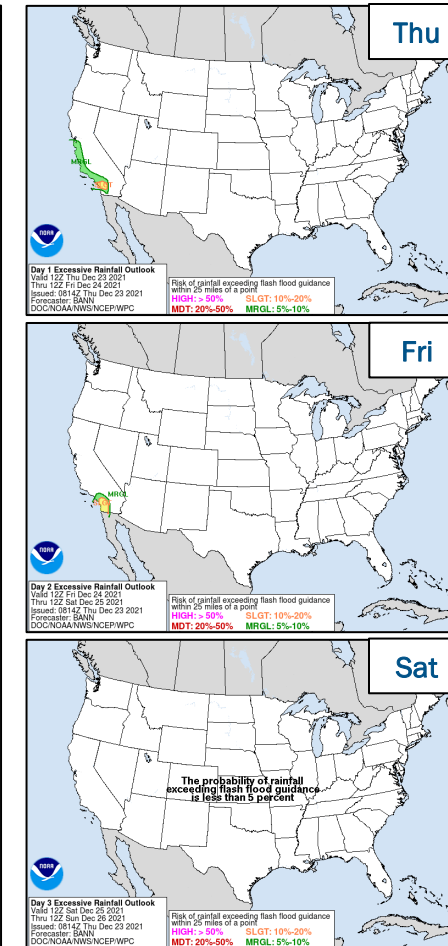 Thu
MRGL
SLGT
NOAA
Day 1 Excessive Rainfall Outlook
Valid 12Z Thu Dec 23 2021
Thru 12Z Fri Dec 24 2021
Issued: 0814Z Thu Dec 23 2021
Forecaster: BANN
DOC/NOAA/NWS/NCEP/WPC
Risk of rainfall exceeding flash flood guidance
within 25 miles of a point
HIGH: > 50% SLGT: 10%-20%
MDT: 20%-50% MRGL: 5%-10%
Fri
MRGL
NOAA
Day 2 Excessive Rainfall Outlook
Valid 12Z Fri Dec 24 2021
Thru 12Z Sat Dec 25 2021
Issued: 0814Z Thu Dec 23 2021
Forecaster: BANN
DOC/NOAA/NWS/NCEP/WPC
Risk of rainfall exceeding flash flood guidance
within 25 miles of a point
HIGH: > 50% SLGT: 10%-20%
MDT: 20%-50% MRGL: 5%-10%
Sat
The probability of rainfall
exceeding flash flood guidance
is less than 5 percent
NOAA
Day 3 Excessive Rainfall Outlook
Valid 12Z Sat Dec 25 2021
Thru 12Z Sun Dec 26 2021
Issued: 0814Z Thu Dec 23 2021
Forecaster: BANN
DOC/NOAA/NWS/NCEP/WPC
Risk of rainfall exceeding flash flood guidance
within 25 miles of a point
HIGH: > 50% SLGT: 10%-20%
MDT: 20%-50% MRGL: 5%-10%